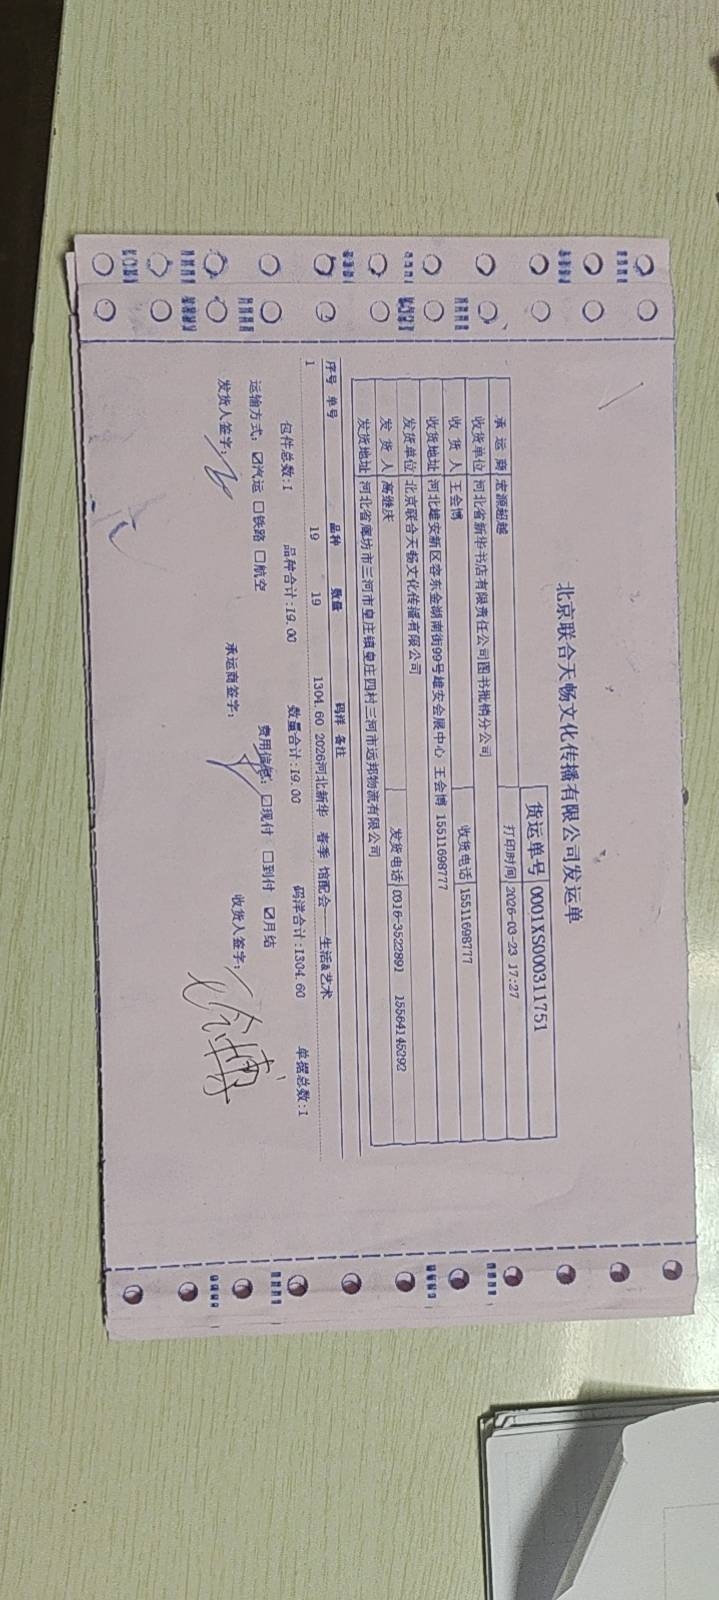 北京联合天畅文化传播有限公司发运单
货运单号 0001XS000311751
承 运 商 宏源超越 打印时间 2026-03-23 17:27
收货单位 河北省新华书店有限责任公司图书批销分公司
收 货 人 王会博 收货电话 15511698777
收货地址 河北雄安新区容东金湖南街99号雄安会展中心 王会博 15511698777
发货单位 北京联合天畅文化传播有限公司
发 货 人 高继庆 发货电话 0316-3522891 15564145292
发货地址 河北省廊坊市三河市皇庄镇皇庄四村三河市远邦物流有限公司
序号 单号 品种 数量 码洋 备注
1 19 19 1304.60 2026河北新华 春季 馆配会——生活&艺术
包件总数:1 品种合计:19.00 数量合计:19.00 码洋合计:1304.60 单据总数:1
运输方式: ☑汽运 ☐铁路 ☐航空 费用信息: ☐现付 ☐到付 ☑月结
发货人签字: 承运商签字: 收货人签字: